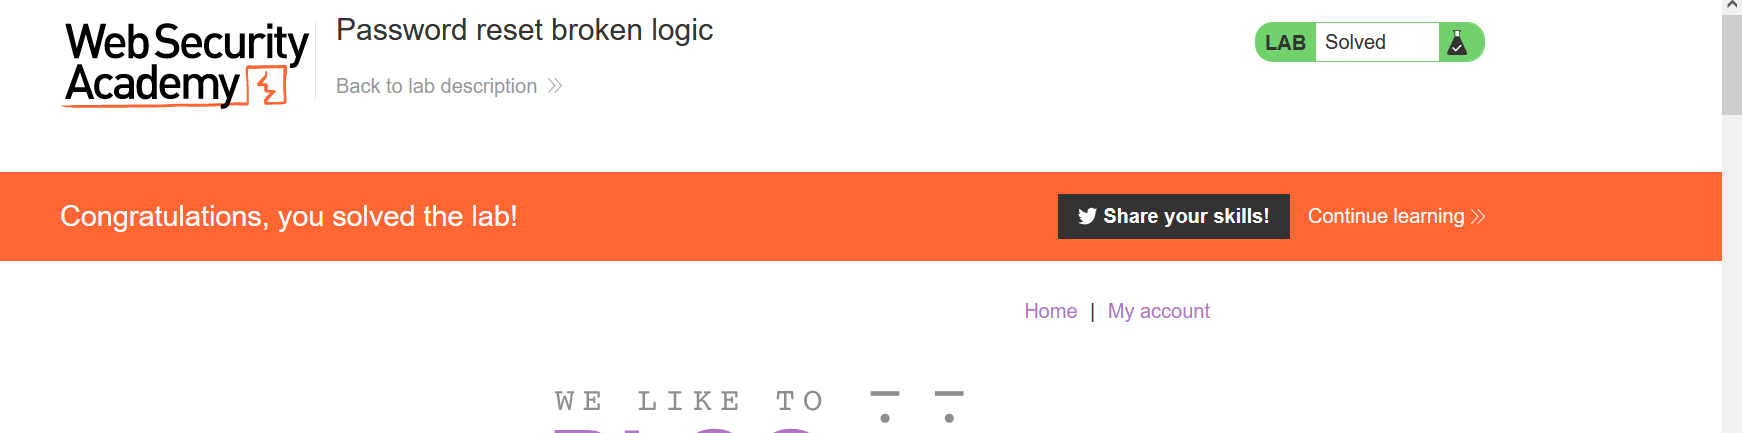 Web Security
Academy
Password reset broken logic
Back to lab description
LAB Solved
Congratulations, you solved the lab!
Share your skills!
Continue learning
Home | My account
WE LIKE TO